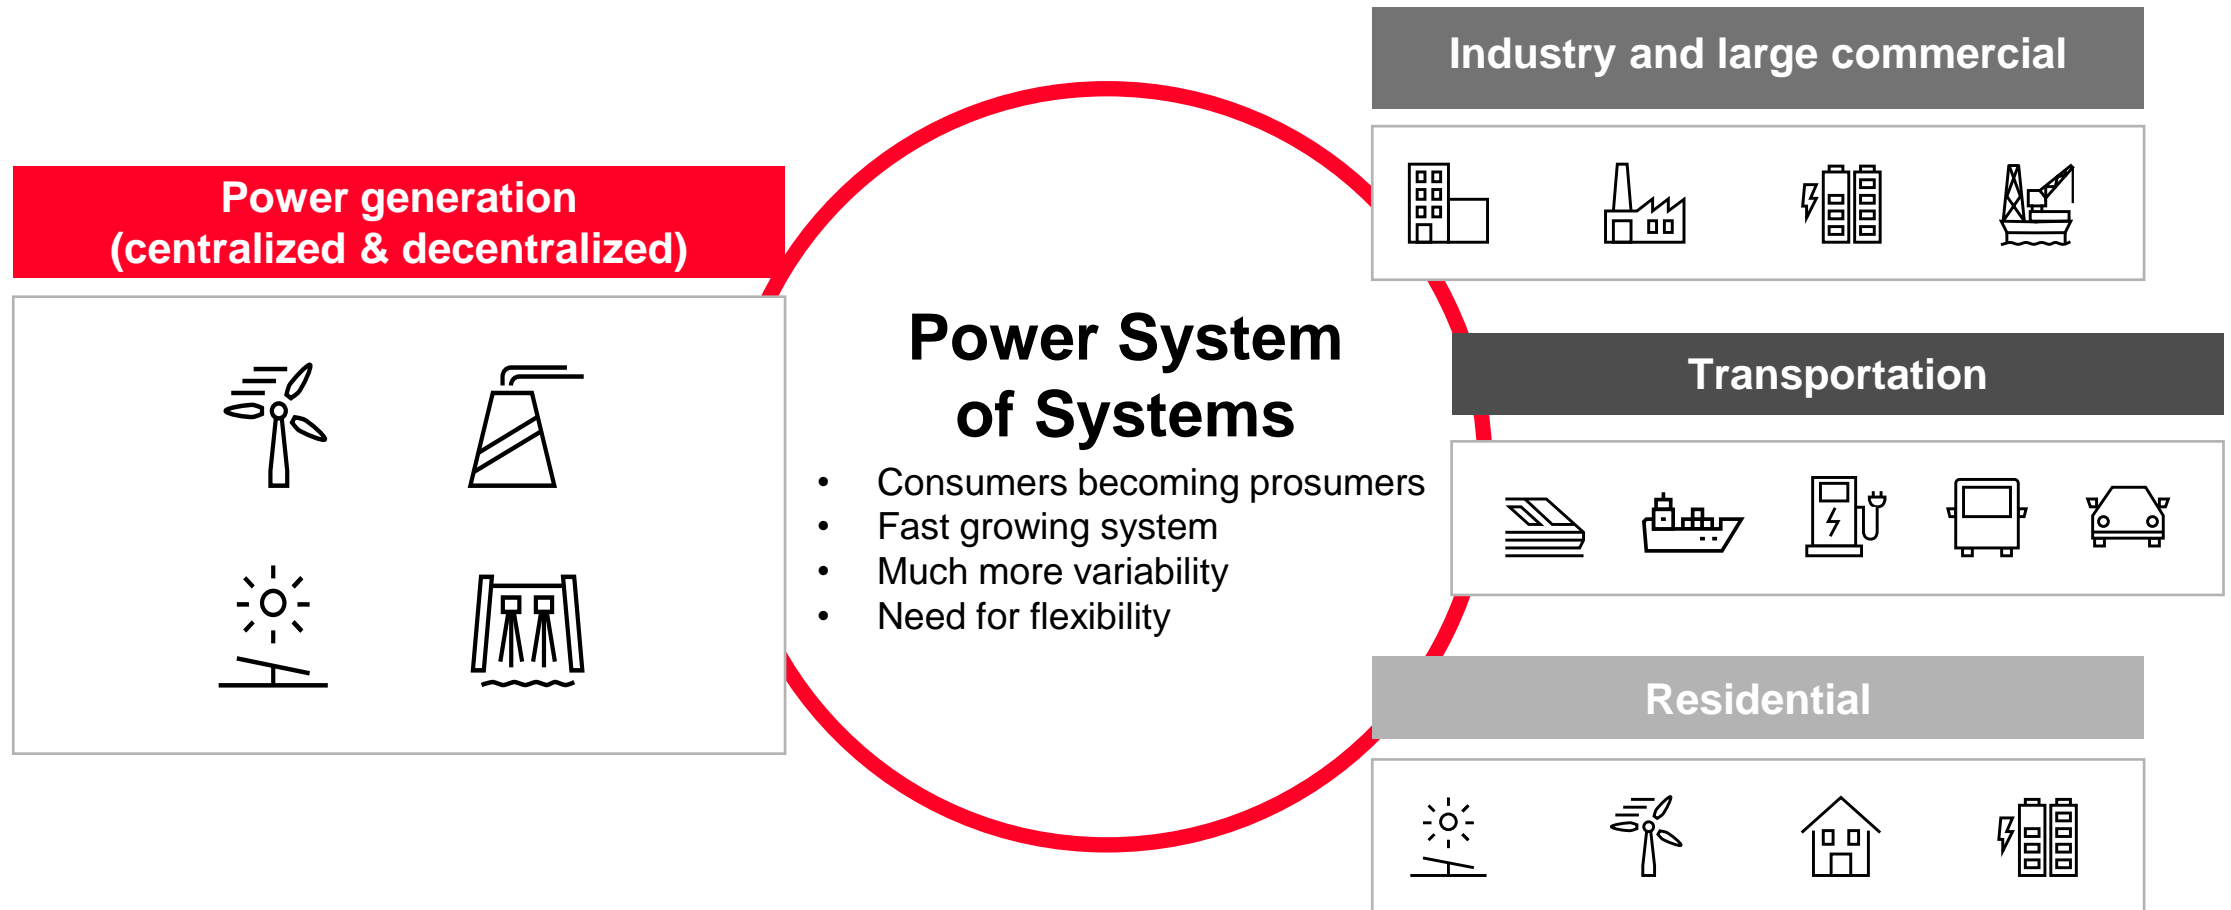 Power generation
(centralized & decentralized)
Power System
of Systems
• Consumers becoming prosumers
• Fast growing system
• Much more variability
• Need for flexibility
Industry and large commercial
Transportation
Residential